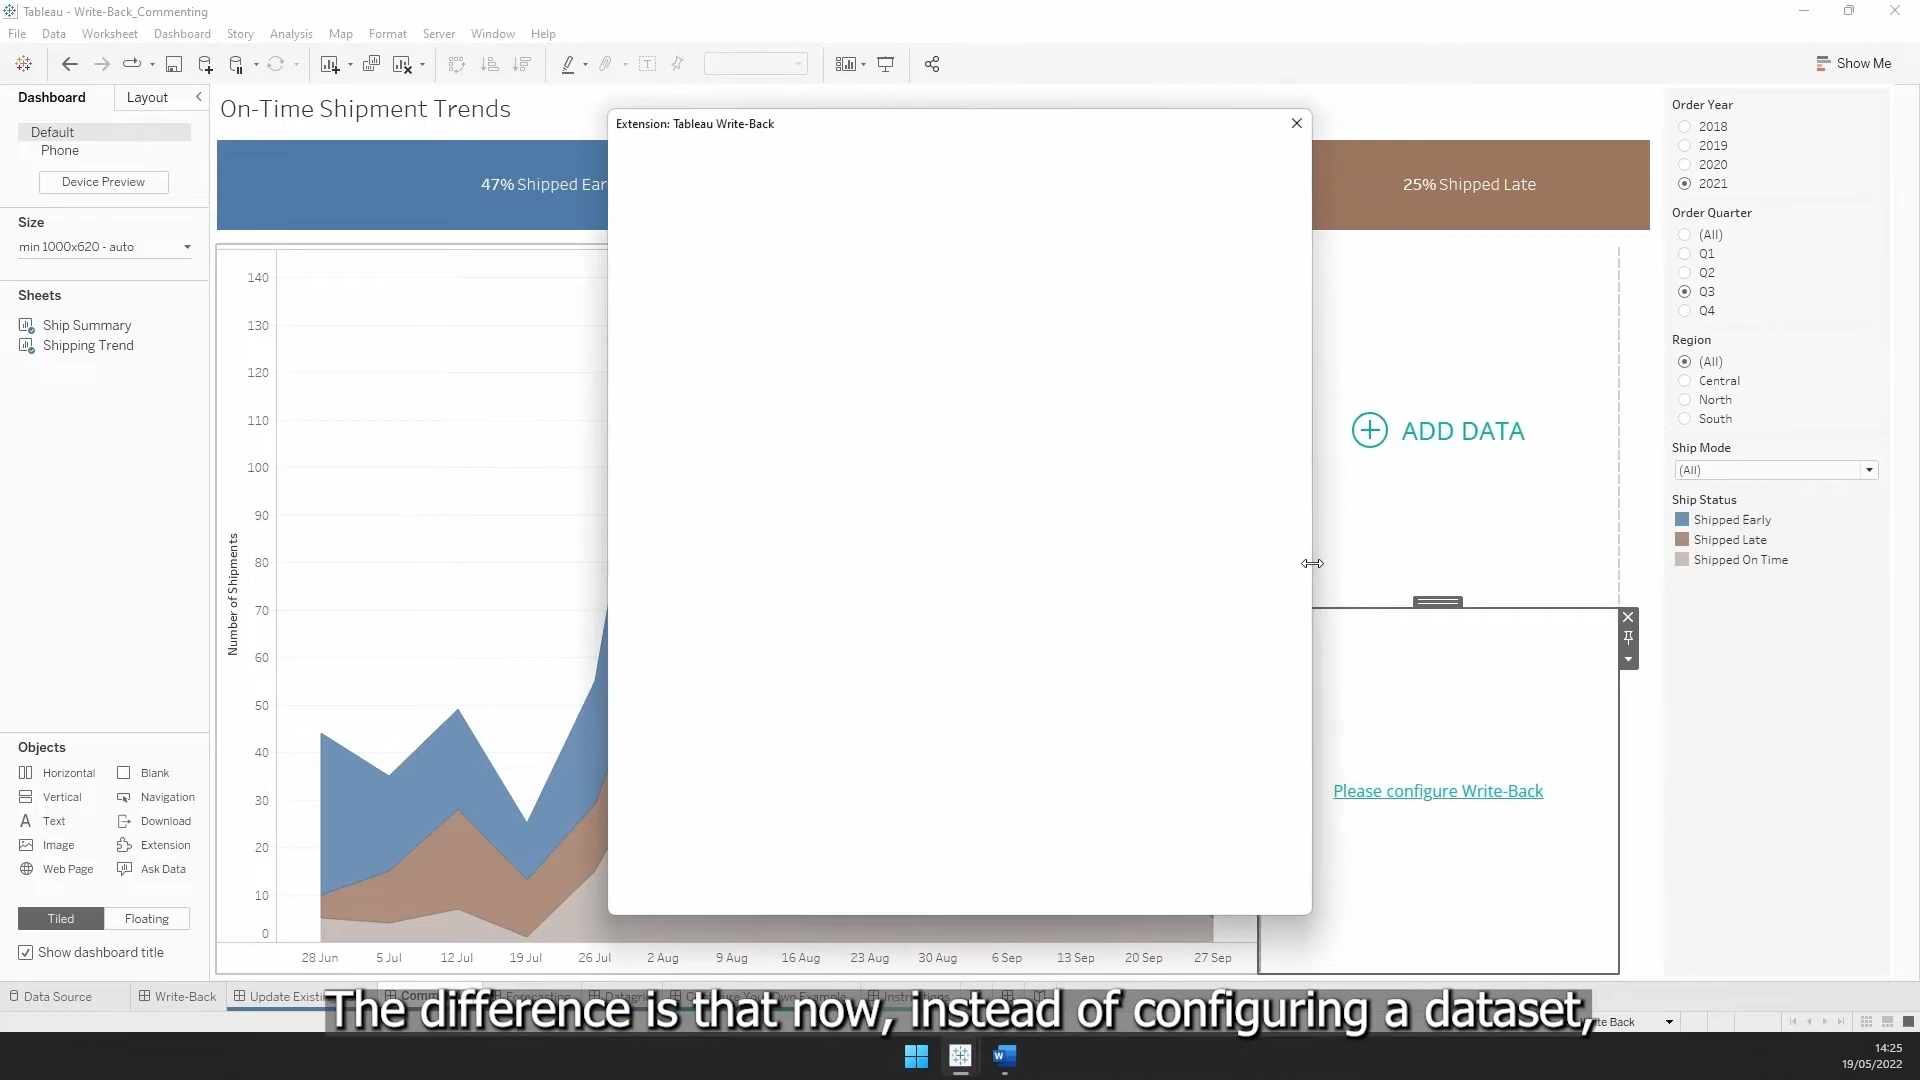 Tableau - Write-Back_Commenting
File Data Worksheet Dashboard Story Analysis Map Format Server Window Help
Show Me
Dashboard
Layout
Default
Phone
Device Preview
Size
min 1000x620 - auto
Sheets
Ship Summary
Shipping Trend
Objects
Horizontal
Blank
Vertical
Navigation
Text
Download
Image
Extension
Web Page
Ask Data
Tiled
Floating
Show dashboard title
On-Time Shipment Trends
47% Shipped Ear
25% Shipped Late
Extension: Tableau Write-Back
Number of Shipments
140
130
120
110
100
90
80
70
60
50
40
30
20
10
0
28 Jun 5 Jul 12 Jul 19 Jul 26 Jul 2 Aug 9 Aug 16 Aug 23 Aug 30 Aug 6 Sep 13 Sep 20 Sep 27 Sep
ADD DATA
Please configure Write-Back
Order Year
2018
2019
2020
2021
Order Quarter
(All)
Q1
Q2
Q3
Q4
Region
(All)
Central
North
South
Ship Mode
(All)
Ship Status
Shipped Early
Shipped Late
Shipped On Time
Data Source Write-Back Update Existin Forecasting
The difference is that now, instead of configuring a dataset,
te Back
W
14:25
19/05/2022